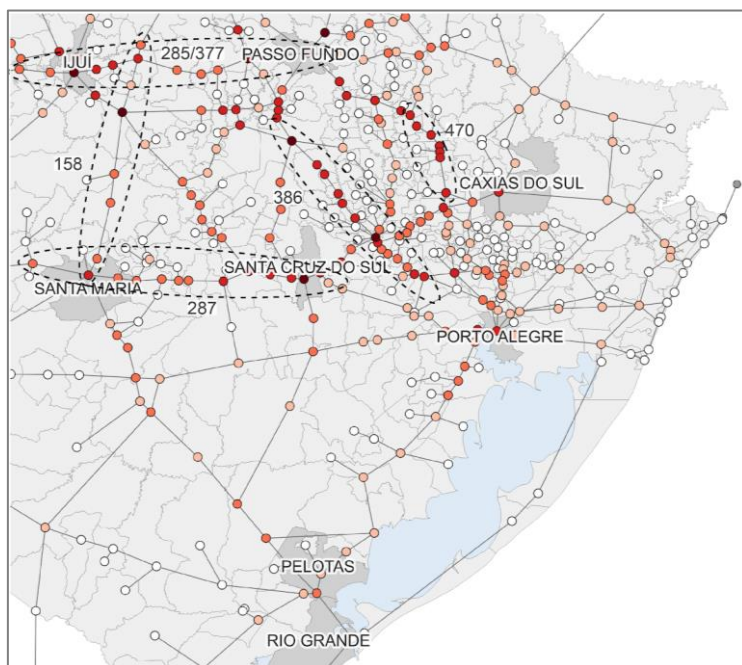 285/377
PASSO FUNDO
IJUÍ
470
158
CAXIAS DO SUL
386
SANTA CRUZ DO SUL
SANTA MARIA
287
PORTO ALEGRE
PELOTAS
RIO GRANDE